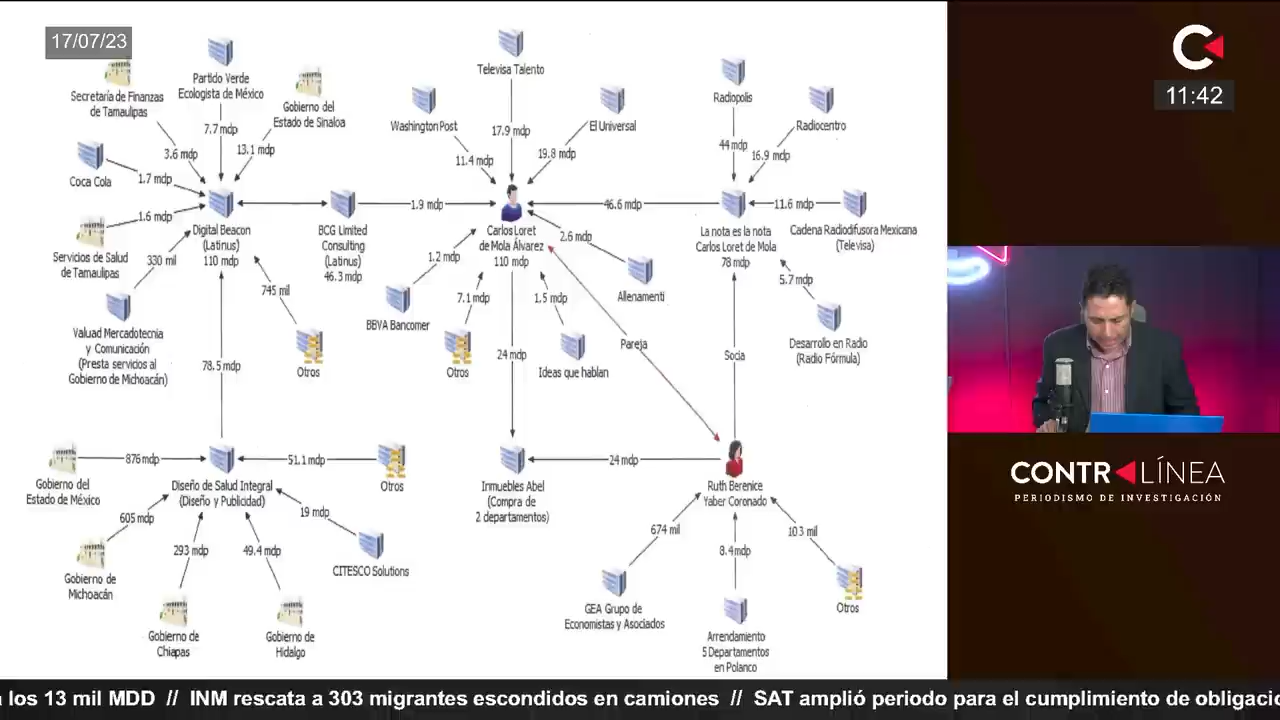 17/07/23
Secretaría de Finanzas
de Tamaulipas
Partido Verde
Ecologista de México
Gobierno del
Estado de Sinaloa
Televisa Talento
Washington Post
El Universal
Radiopolis
Radiocentro
11:42
3.6 mdp
7.7 mdp
13.1 mdp
11.4 mdp
17.9 mdp
19.8 mdp
44 mdp
16.9 mdp
Coca Cola
1.7 mdp
1.6 mdp
Servicios de Salud
de Tamaulipas
330 mil
Digital Beacon
(Latinus)
110 mdp
BCG Limited
Consulting
(Latinus)
46.3 mdp
1.9 mdp
Carlos Loret
de Mola Álvarez
110 mdp
46.6 mdp
2.6 mdp
La nota es la nota
Carlos Loret de Mola
78 mdp
11.6 mdp
Cadena Radiodifusora Mexicana
(Televisa)
Valuad Mercadotecnia
y Comunicación
(Presta servicios al
Gobierno de Michoacán)
745 mil
Otros
1.2 mdp
BBVA Bancomer
7.1 mdp
Otros
1.5 mdp
Ideas que hablan
Allenamenti
5.7 mdp
Desarrollo en Radio
(Radio Fórmula)
78.5 mdp
24 mdp
Pareja
Socia
Gobierno del
Estado de México
876 mdp
Diseño de Salud Integral
(Diseño y Publicidad)
51.1 mdp
Otros
Inmuebles Abel
(Compra de
2 departamentos)
24 mdp
Ruth Berenice
Yaber Coronado
605 mdp
Gobierno de
Michoacán
293 mdp
Gobierno de
Chiapas
49.4 mdp
Gobierno de
Hidalgo
19 mdp
CITESCO Solutions
674 mil
GEA Grupo de
Economistas y Asociados
8.4 mdp
Arrendamiento
5 Departamentos
en Polanco
103 mil
Otros
CONTRALÍNEA
PERIODISMO DE INVESTIGACIÓN
los 13 mil MDD // INM rescata a 303 migrantes escondidos en camiones // SAT amplió periodo para el cumplimiento de obligaci